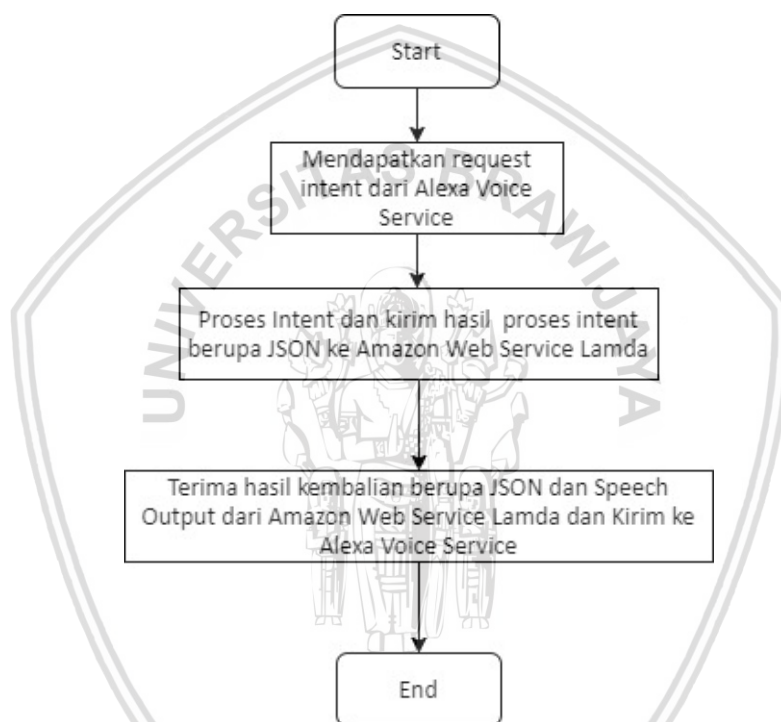 Start
Mendapatkan request
intent dari Alexa Voice
Service
UNIVERSITAS BRAWIJAYA
Proses Intent dan kirim hasil proses intent
berupa JSON ke Amazon Web Service Lamda
Terima hasil kembalian berupa JSON dan Speech
Output dari Amazon Web Service Lamda dan Kirim ke
Alexa Voice Service
End